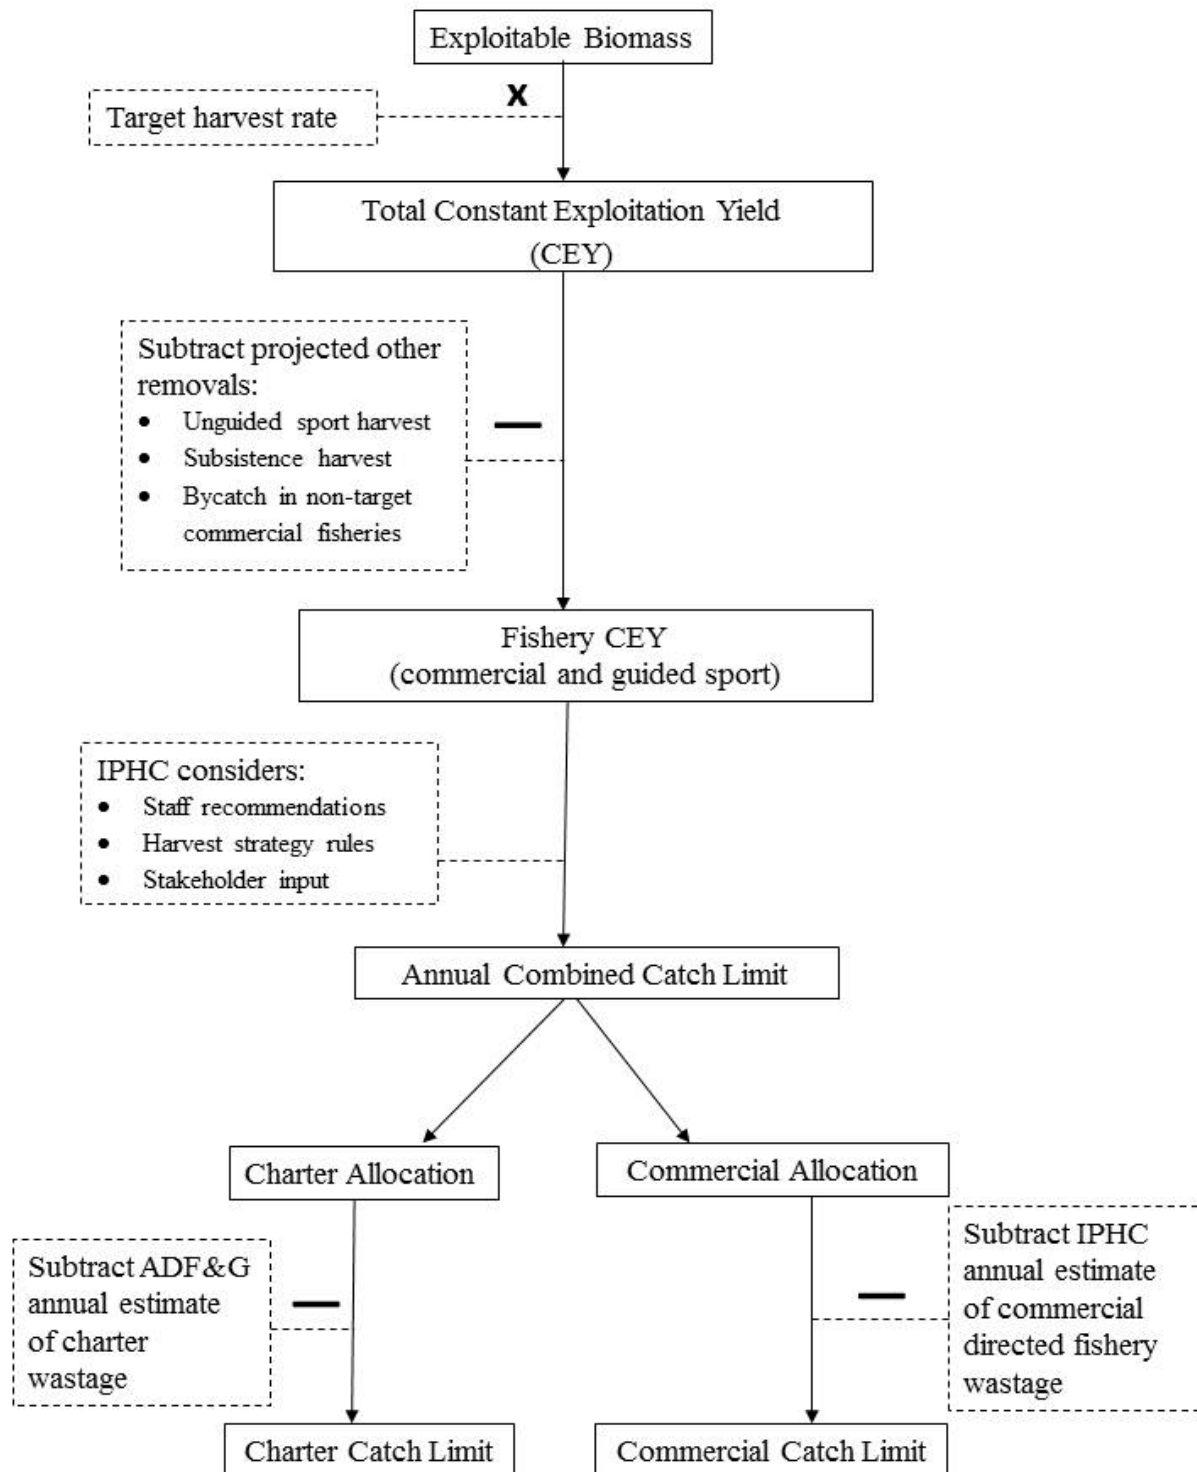 Exploitable Biomass
x
Target harvest rate
Total Constant Exploitation Yield
(CEY)
Subtract projected other
removals:
• Unguided sport harvest
• Subsistence harvest
• Bycatch in non-target
commercial fisheries
—
Fishery CEY
(commercial and guided sport)
IPHC considers:
• Staff recommendations
• Harvest strategy rules
• Stakeholder input
Annual Combined Catch Limit
Charter Allocation
Commercial Allocation
Subtract ADF&G
annual estimate
of charter
wastage
—
—
Subtract IPHC
annual estimate
of commercial
directed fishery
wastage
Charter Catch Limit
Commercial Catch Limit